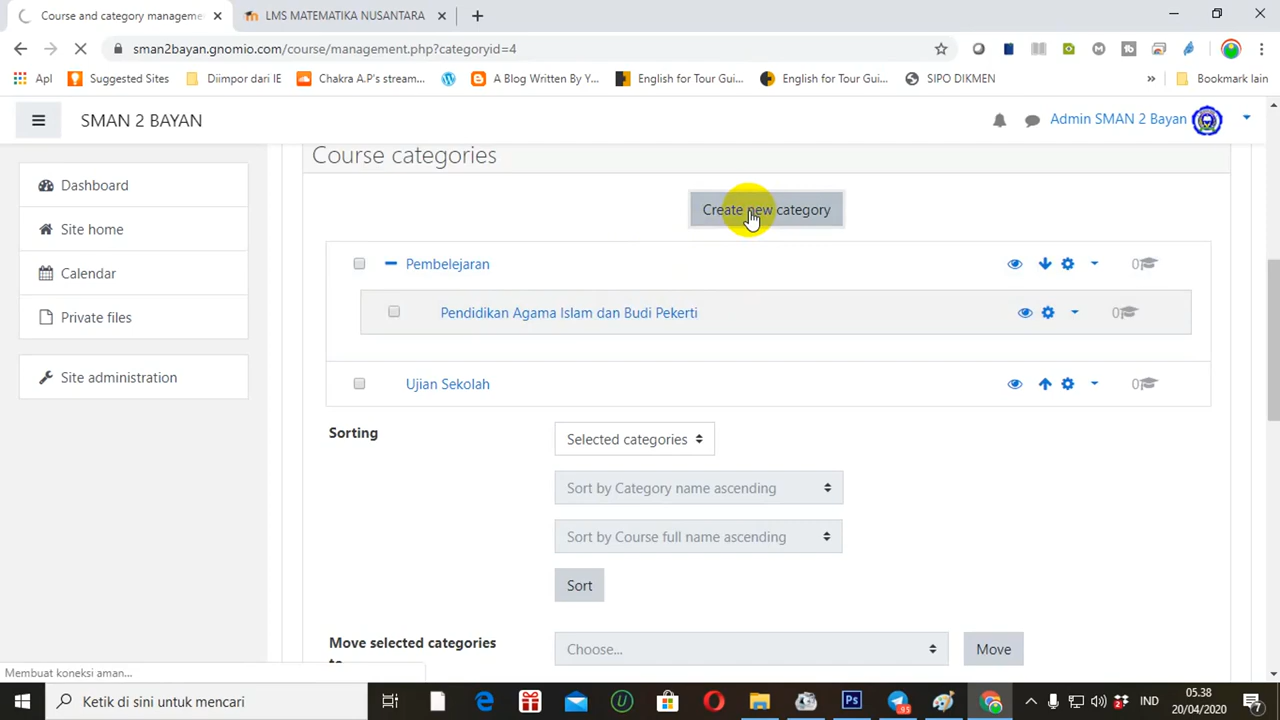 Course and category manageme
LMS MATEMATIKA NUSANTARA
sman2bayan.gnomio.com/course/management.php?categoryid=4
Apl
Suggested Sites
Diimpor dari IE
Chakra A.P's stream...
A Blog Written By Y...
English for Tour Gui...
English for Tour Gui...
SIPO DIKMEN
Bookmark lain
SMAN 2 BAYAN
Admin SMAN 2 Bayan
Dashboard
Site home
Calendar
Private files
Site administration
Course categories
Create new category
Pembelejaran
0
Pendidikan Agama Islam dan Budi Pekerti
0
Ujian Sekolah
0
Sorting
Selected categories
Sort by Category name ascending
Sort by Course full name ascending
Sort
Move selected categories
to
Choose...
Move
Membuat koneksi aman...
Ketik di sini untuk mencari
95
IND
05.38
20/04/2020
7